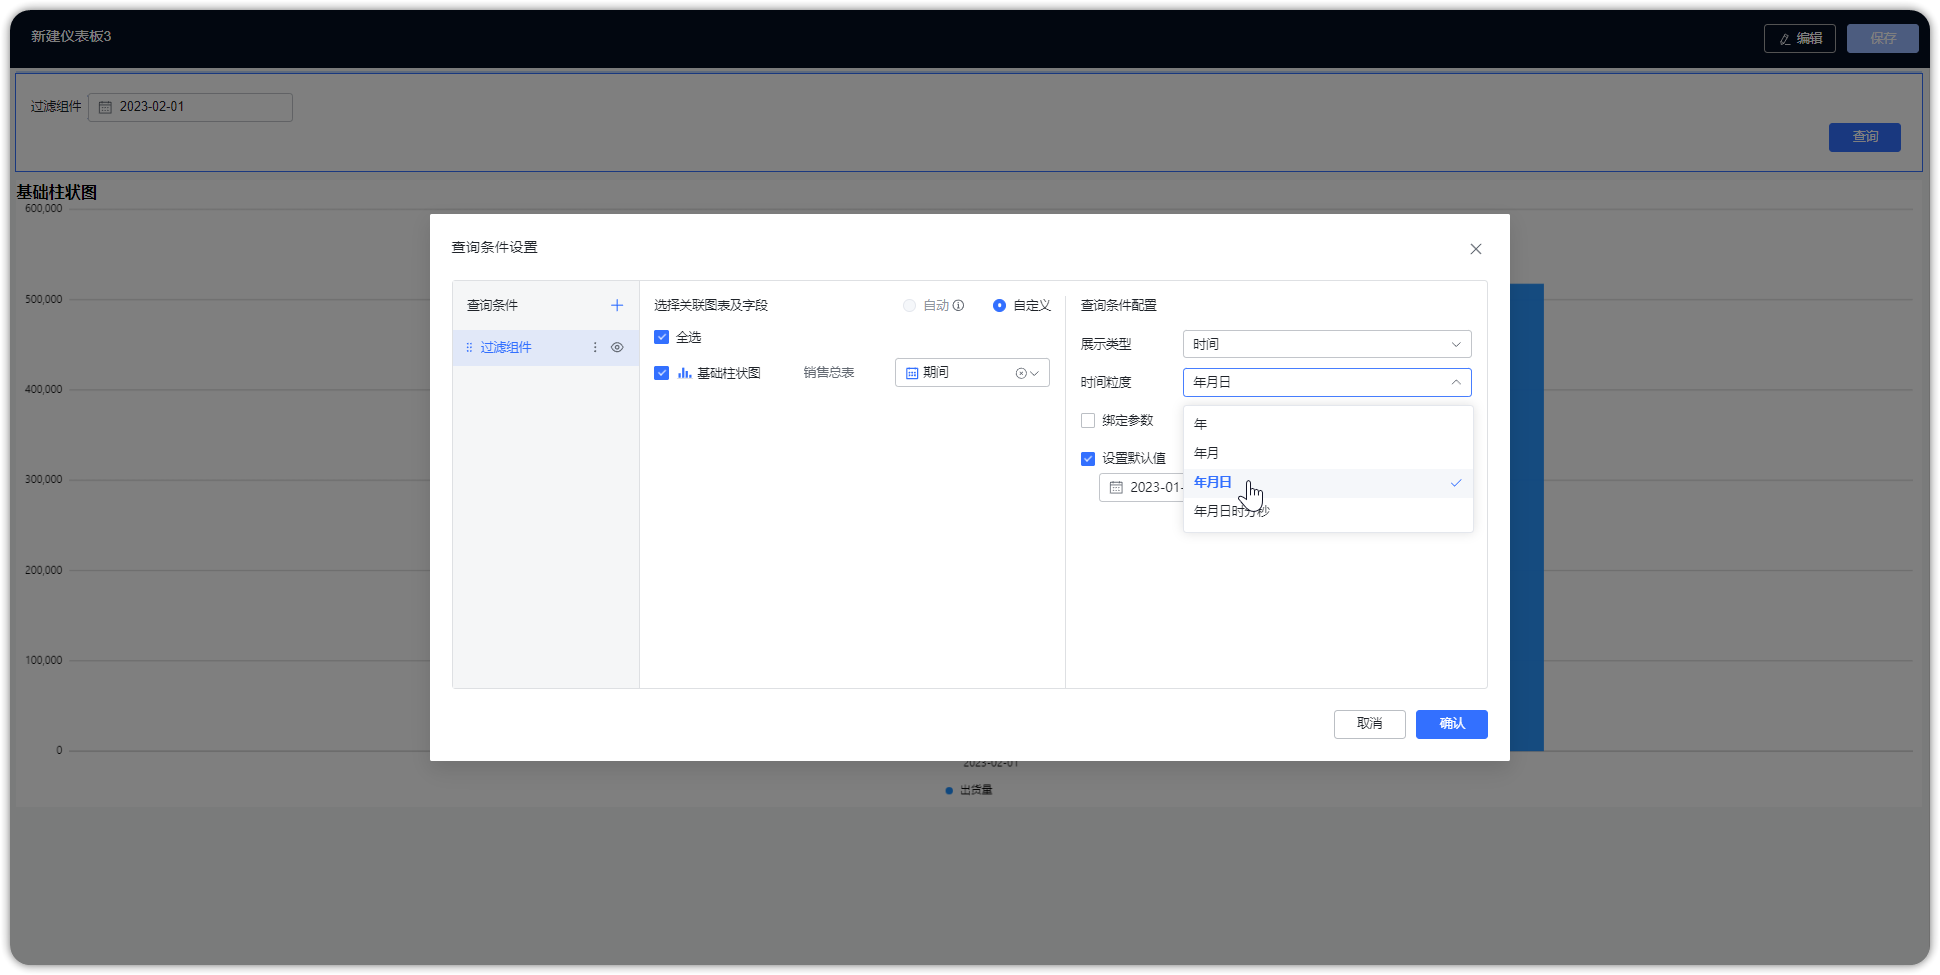 新建仪表板3
编辑
保存
过滤组件
2023-02-01
查询
基础柱状图
600,000
500,000
400,000
300,000
200,000
100,000
0
2023-02-01
出货量
查询条件设置
查询条件
过滤组件
选择关联图表及字段
自动
自定义
全选
基础柱状图
销售总表
期间
查询条件配置
展示类型
时间
时间粒度
年月日
绑定参数
设置默认值
2023-01-
年
年月
年月日
年月日时分秒
取消
确认